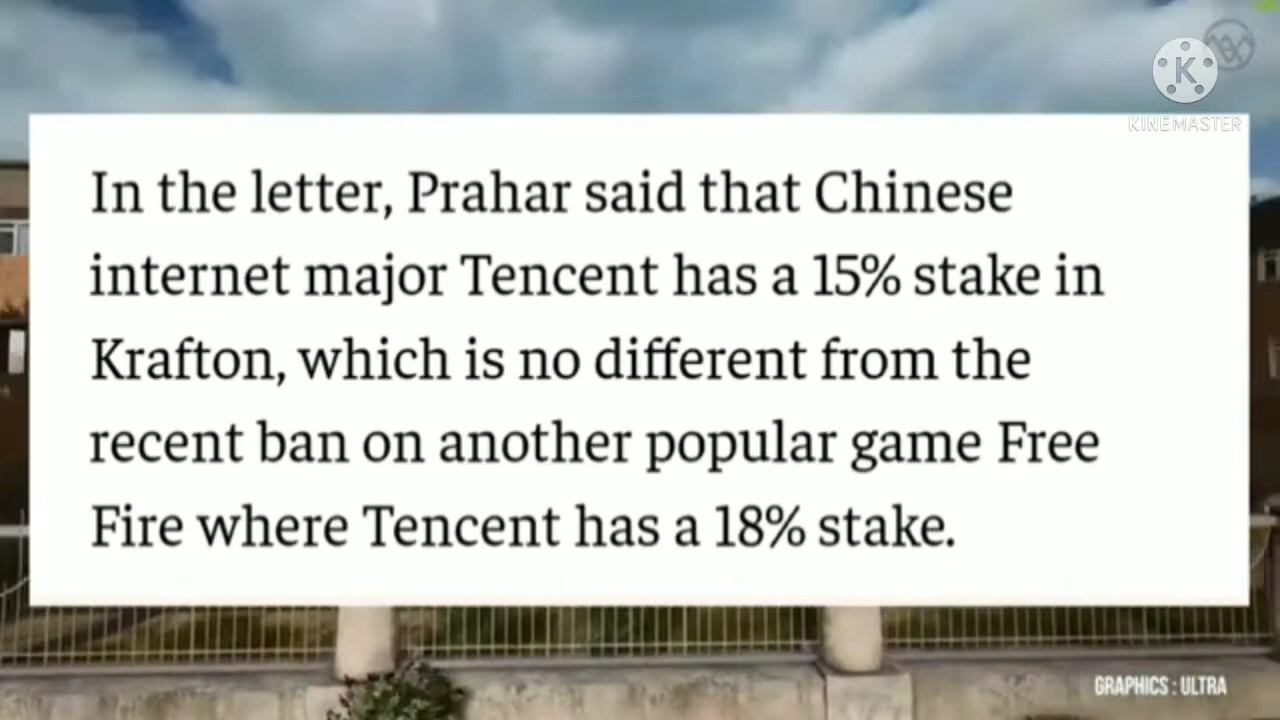 K
KINEMASTER
In the letter, Prahar said that Chinese
internet major Tencent has a 15% stake in
Krafton, which is no different from the
recent ban on another popular game Free
Fire where Tencent has a 18% stake.
GRAPHICS : ULTRA